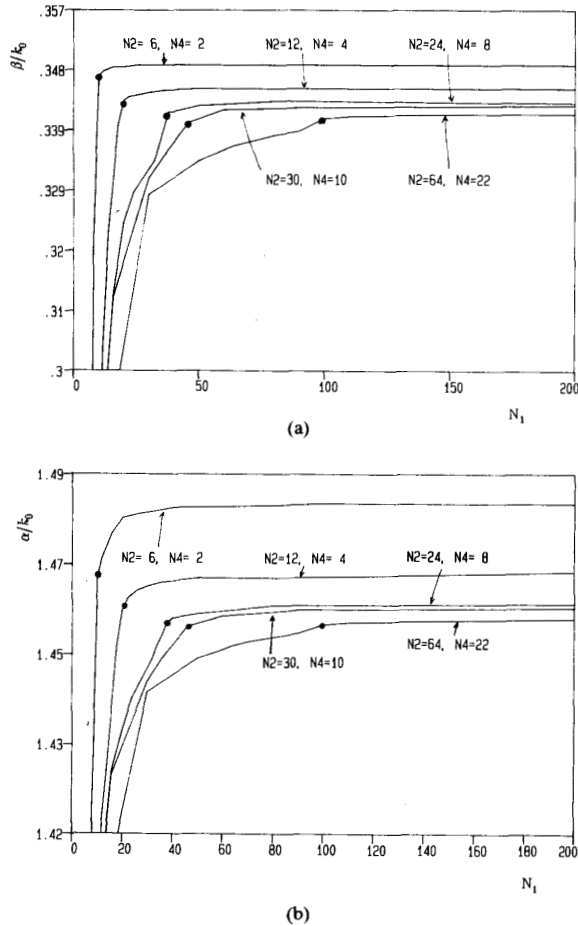 β/k₀
.357
.348
.339
.329
.32
.31
.3
N2= 6, N4= 2
N2=12, N4= 4
N2=24, N4= 8
N2=30, N4=10
N2=64, N4=22
0 50 100 150 200
N₁
(a)
α/k₀
1.49
1.47
1.45
1.43
1.42
N2= 6, N4= 2
N2=12, N4= 4
N2=24, N4= 8
N2=30, N4=10
N2=64, N4=22
0 20 40 60 80 100 120 140 160 180 200
N₁
(b)